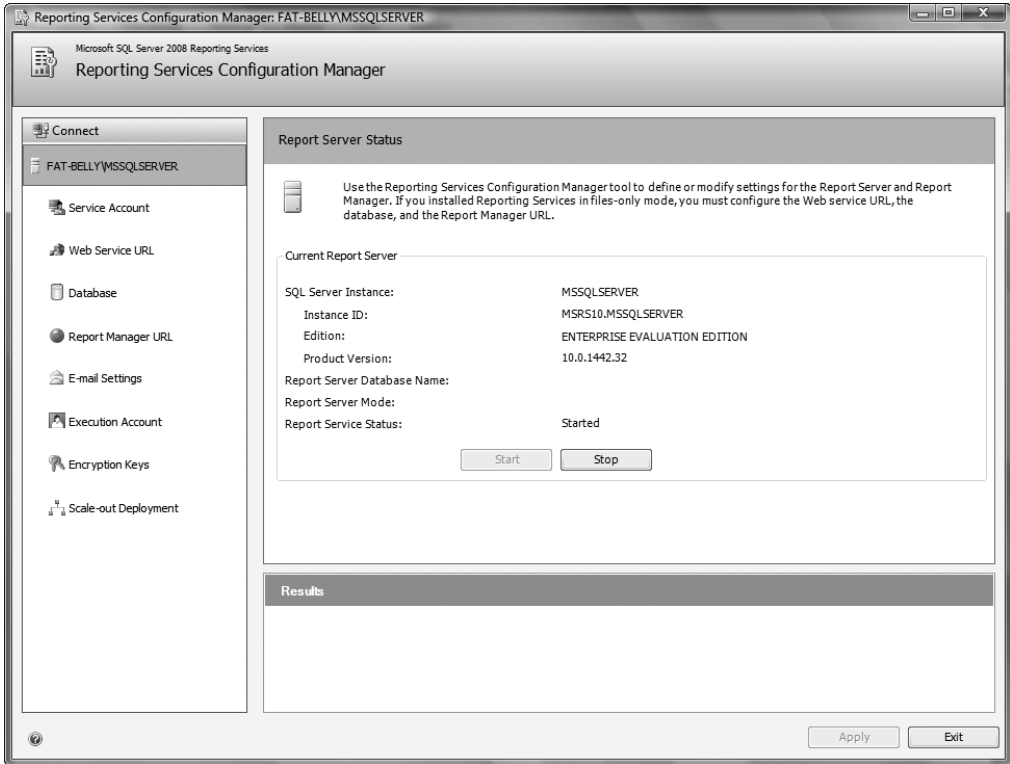 Reporting Services Configuration Manager: FAT-BELLY\MSSQLSERVER
Microsoft SQL Server 2008 Reporting Services
Reporting Services Configuration Manager
Connect
FAT-BELLY\MSSQLSERVER
Service Account
Web Service URL
Database
Report Manager URL
E-mail Settings
Execution Account
Encryption Keys
Scale-out Deployment
Report Server Status
Use the Reporting Services Configuration Manager tool to define or modify settings for the Report Server and Report
Manager. If you installed Reporting Services in files-only mode, you must configure the Web service URL, the
database, and the Report Manager URL.
Current Report Server
SQL Server Instance: MSSQLSERVER
Instance ID: MSRS10.MSSQLSERVER
Edition: ENTERPRISE EVALUATION EDITION
Product Version: 10.0.1442.32
Report Server Database Name:
Report Server Mode:
Report Service Status: Started
Start Stop
Results
Apply Exit